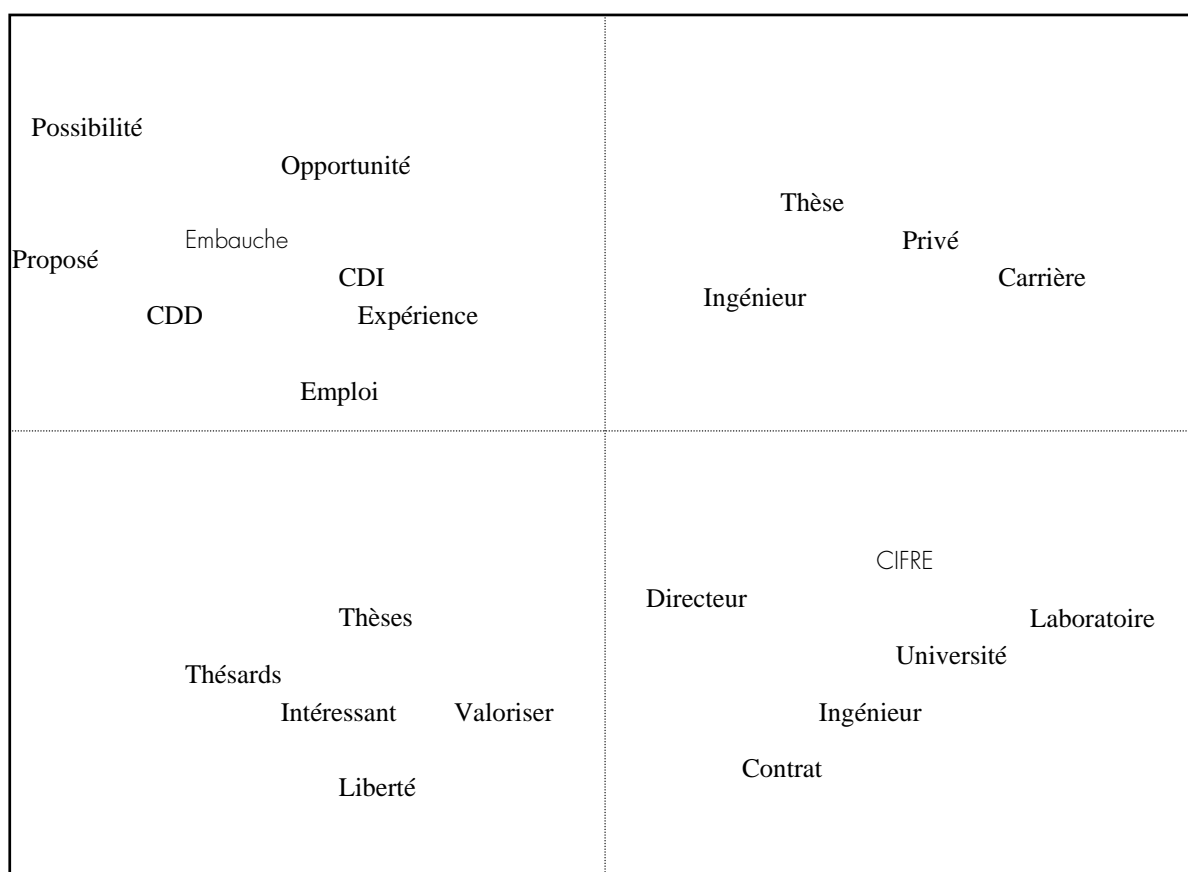 Possibilité
Opportunité
Embauche
Proposé
CDI
CDD
Expérience
Emploi
Thèse
Privé
Carrière
Ingénieur
Thèses
Thésards
Intéressant
Valoriser
Liberté
CIFRE
Directeur
Laboratoire
Université
Ingénieur
Contrat